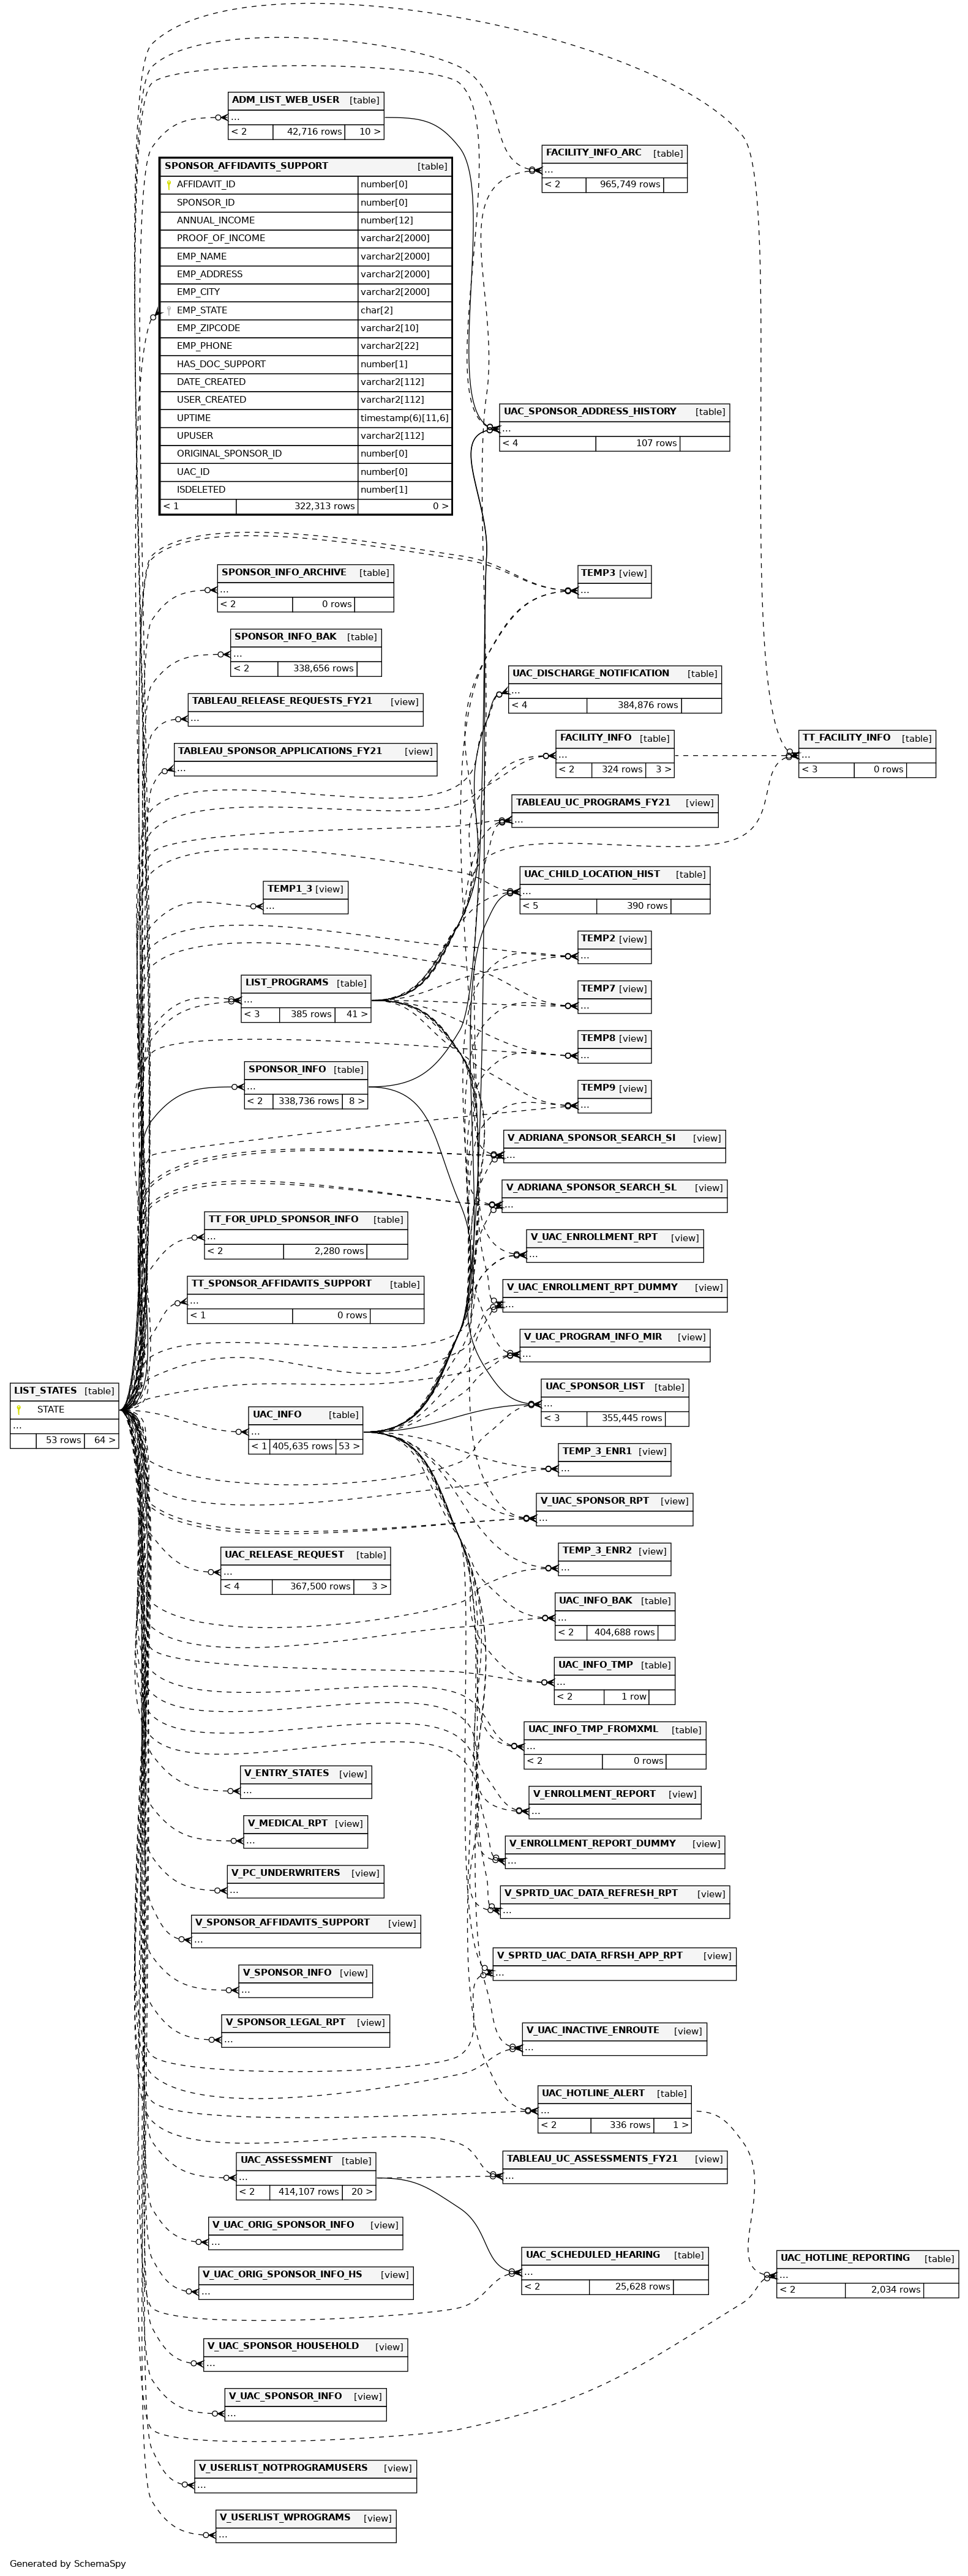 ADM_LIST_WEB_USER [table]
...
< 2 42,716 rows 10 >
SPONSOR_AFFIDAVITS_SUPPORT [table]
AFFIDAVIT_ID number[0]
SPONSOR_ID number[0]
ANNUAL_INCOME number[12]
PROOF_OF_INCOME varchar2[2000]
EMP_NAME varchar2[2000]
EMP_ADDRESS varchar2[2000]
EMP_CITY varchar2[2000]
EMP_STATE char[2]
EMP_ZIPCODE varchar2[10]
EMP_PHONE varchar2[22]
HAS_DOC_SUPPORT number[1]
DATE_CREATED varchar2[112]
USER_CREATED varchar2[112]
UPTIME timestamp(6)[11,6]
UPUSER varchar2[112]
ORIGINAL_SPONSOR_ID number[0]
UAC_ID number[0]
ISDELETED number[1]
< 1 322,313 rows 0 >
SPONSOR_INFO_ARCHIVE [table]
...
< 2 0 rows
SPONSOR_INFO_BAK [table]
...
< 2 338,656 rows
TABLEAU_RELEASE_REQUESTS_FY21 [view]
...
TABLEAU_SPONSOR_APPLICATIONS_FY21 [view]
...
TEMP1_3 [view]
...
LIST_PROGRAMS [table]
...
< 3 385 rows 41 >
SPONSOR_INFO [table]
...
< 2 338,736 rows 8 >
TT_FOR_UPLD_SPONSOR_INFO [table]
...
< 2 2,280 rows
TT_SPONSOR_AFFIDAVITS_SUPPORT [table]
...
< 1 0 rows
LIST_STATES [table]
STATE
...
53 rows 64 >
UAC_INFO [table]
...
< 1 405,635 rows 53 >
UAC_RELEASE_REQUEST [table]
...
< 4 367,500 rows 3 >
V_ENTRY_STATES [view]
...
V_MEDICAL_RPT [view]
...
V_PC_UNDERWRITERS [view]
...
V_SPONSOR_AFFIDAVITS_SUPPORT [view]
...
V_SPONSOR_INFO [view]
...
V_SPONSOR_LEGAL_RPT [view]
...
UAC_ASSESSMENT [table]
...
< 2 414,107 rows 20 >
V_UAC_ORIG_SPONSOR_INFO [view]
...
V_UAC_ORIG_SPONSOR_INFO_HS [view]
...
V_UAC_SPONSOR_HOUSEHOLD [view]
...
V_UAC_SPONSOR_INFO [view]
...
V_USERLIST_NOTPROGRAMUSERS [view]
...
V_USERLIST_WPROGRAMS [view]
...
FACILITY_INFO_ARC [table]
...
< 2 965,749 rows
UAC_SPONSOR_ADDRESS_HISTORY [table]
...
< 4 107 rows
TEMP3 [view]
...
UAC_DISCHARGE_NOTIFICATION [table]
...
< 4 384,876 rows
FACILITY_INFO [table]
...
< 2 324 rows 3 >
TABLEAU_UC_PROGRAMS_FY21 [view]
...
UAC_CHILD_LOCATION_HIST [table]
...
< 5 390 rows
TEMP2 [view]
...
TEMP7 [view]
...
TEMP8 [view]
...
TEMP9 [view]
...
V_ADRIANA_SPONSOR_SEARCH_SI [view]
...
V_ADRIANA_SPONSOR_SEARCH_SL [view]
...
V_UAC_ENROLLMENT_RPT [view]
...
V_UAC_ENROLLMENT_RPT_DUMMY [view]
...
V_UAC_PROGRAM_INFO_MIR [view]
...
UAC_SPONSOR_LIST [table]
...
< 3 355,445 rows
TEMP_3_ENR1 [view]
...
V_UAC_SPONSOR_RPT [view]
...
TEMP_3_ENR2 [view]
...
UAC_INFO_BAK [table]
...
< 2 404,688 rows
UAC_INFO_TMP [table]
...
< 2 1 row
UAC_INFO_TMP_FROMXML [table]
...
< 2 0 rows
V_ENROLLMENT_REPORT [view]
...
V_ENROLLMENT_REPORT_DUMMY [view]
...
V_SPRTD_UAC_DATA_REFRESH_RPT [view]
...
V_SPRTD_UAC_DATA_RFRSH_APP_RPT [view]
...
V_UAC_INACTIVE_ENROUTE [view]
...
UAC_HOTLINE_ALERT [table]
...
< 2 336 rows 1 >
TABLEAU_UC_ASSESSMENTS_FY21 [view]
...
UAC_SCHEDULED_HEARING [table]
...
< 2 25,628 rows
TT_FACILITY_INFO [table]
...
< 3 0 rows
UAC_HOTLINE_REPORTING [table]
...
< 2 2,034 rows
Generated by SchemaSpy